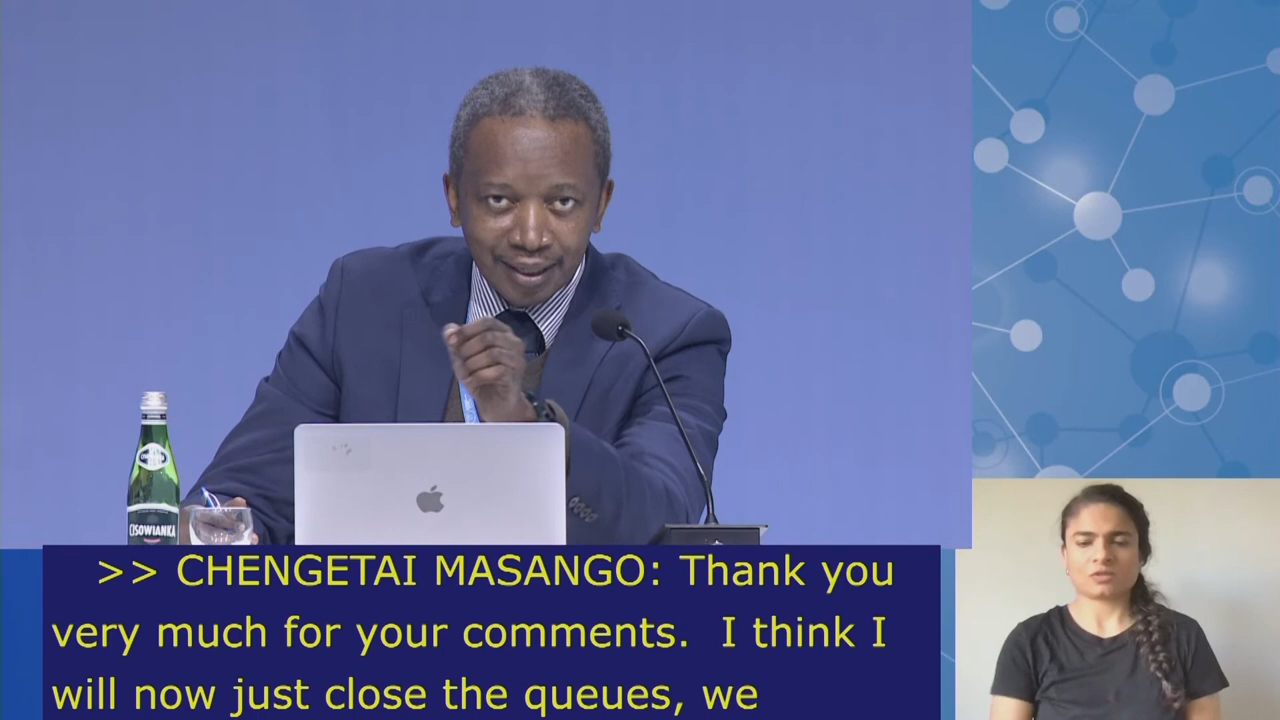 CISOWIANKA
>> CHENGETAI MASANGO: Thank you
very much for your comments.  I think I
will now just close the queues, we